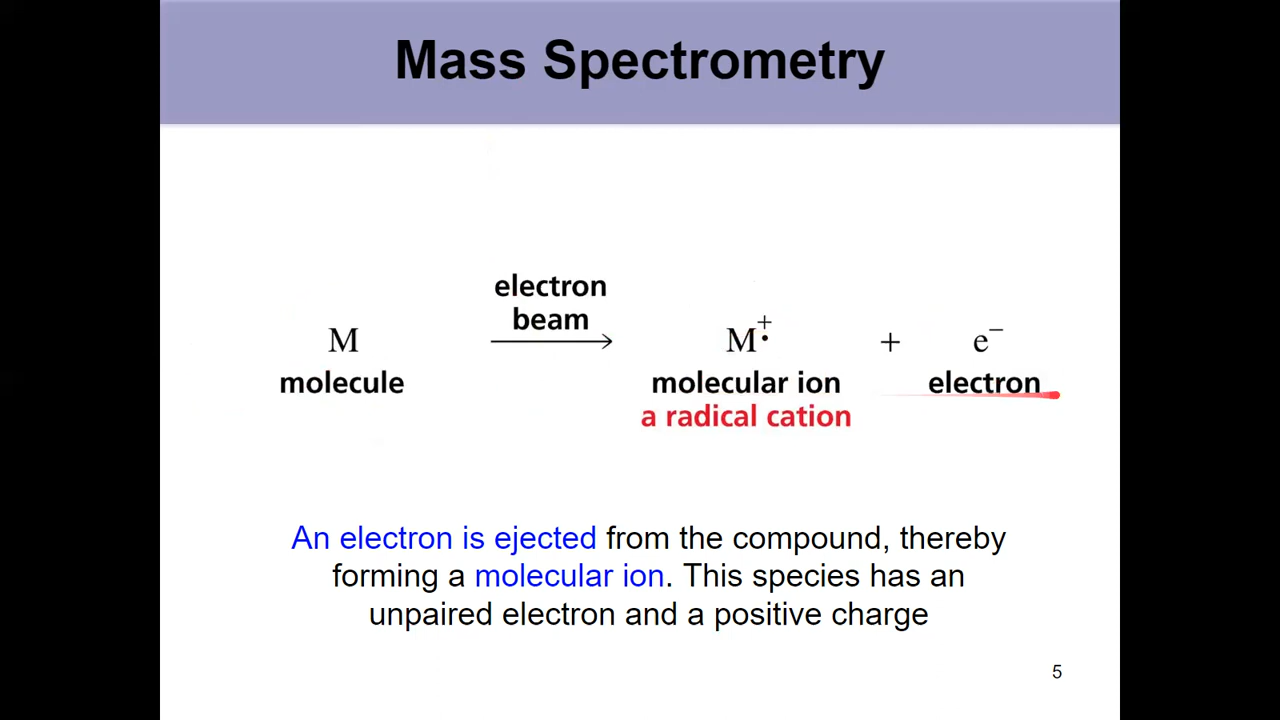 Mass Spectrometry
electron
beam
M
M⁺•
+
e⁻
molecule
molecular ion
electron
a radical cation
An electron is ejected from the compound, thereby
forming a molecular ion. This species has an
unpaired electron and a positive charge
5